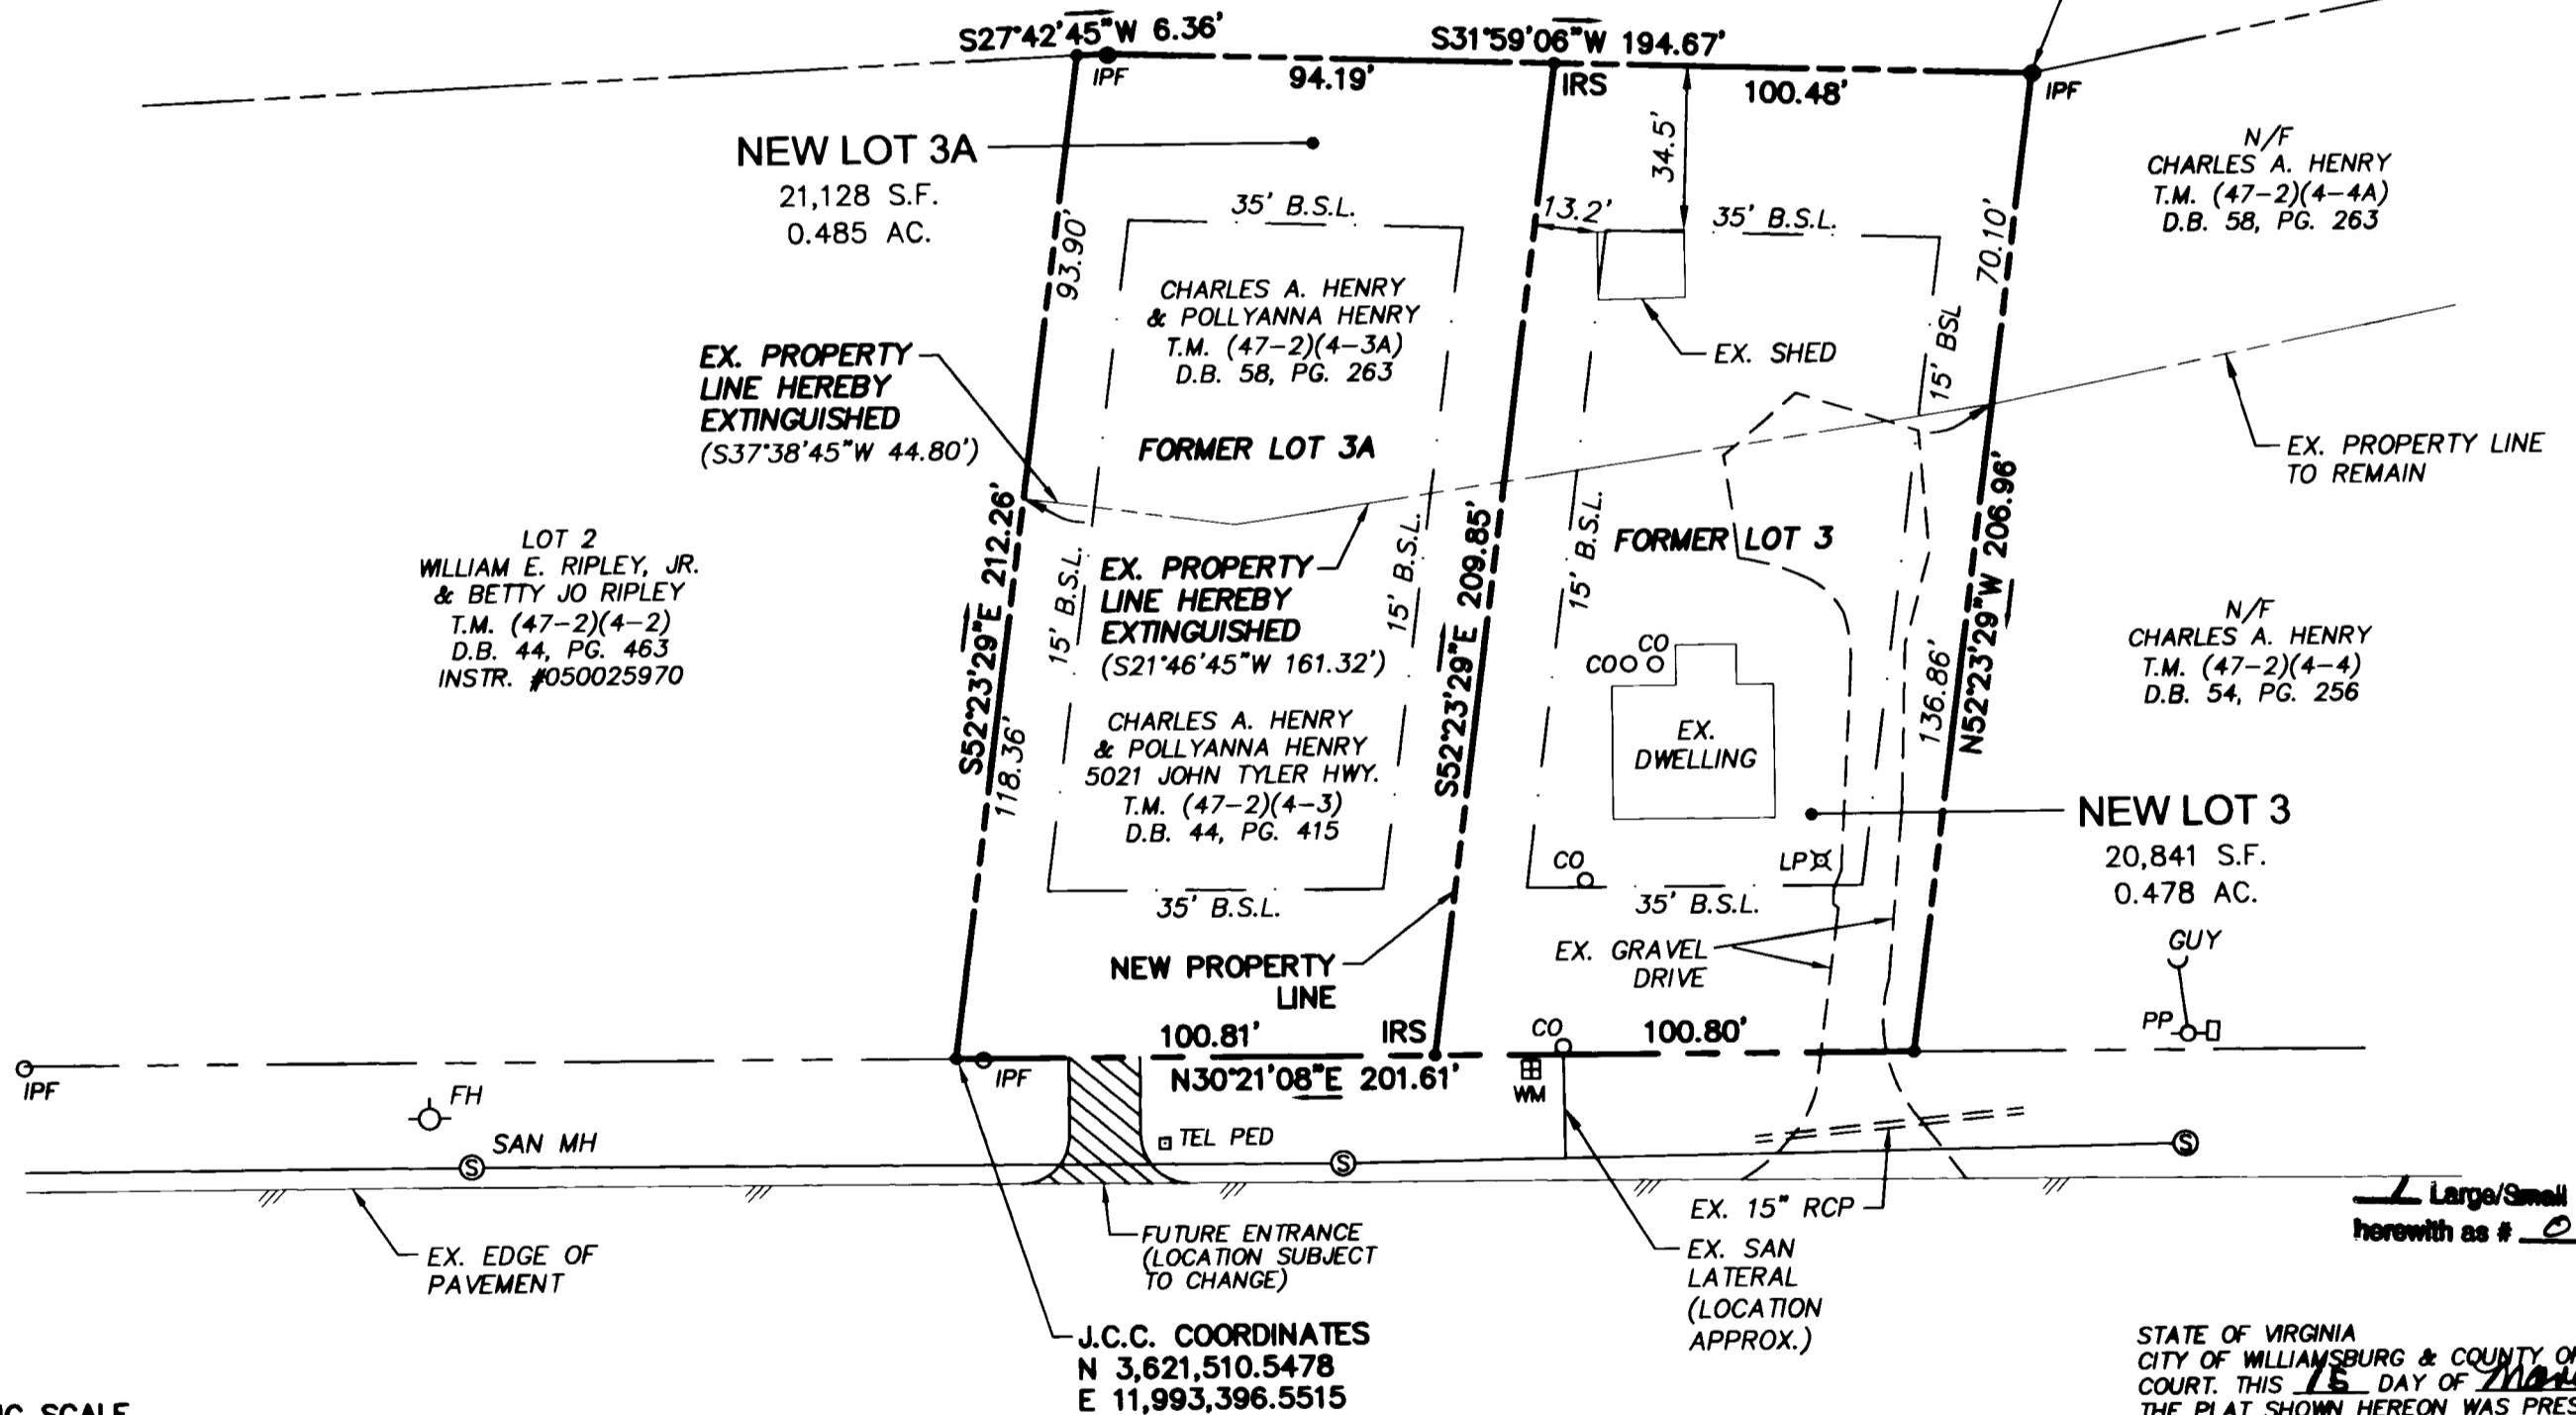 S27°42'45"W 6.36'
S31°59'06"W 194.67'
IPF
94.19'
IRS
100.48'
IPF
NEW LOT 3A
21,128 S.F.
0.485 AC.
93.90'
35' B.S.L.
34.5'
13.2'
35' B.S.L.
70.10'
N/F
CHARLES A. HENRY
T.M. (47-2)(4-4A)
D.B. 58, PG. 263
CHARLES A. HENRY
& POLLYANNA HENRY
T.M. (47-2)(4-3A)
D.B. 58, PG. 263
EX. PROPERTY
LINE HEREBY
EXTINGUISHED
(S37°38'45"W 44.80')
FORMER LOT 3A
EX. SHED
15' BSL
EX. PROPERTY LINE
TO REMAIN
LOT 2
WILLIAM E. RIPLEY, JR.
& BETTY JO RIPLEY
T.M. (47-2)(4-2)
D.B. 44, PG. 463
INSTR. #050025970
S52°23'29"E 212.26'
118.36'
15' B.S.L.
EX. PROPERTY
LINE HEREBY
EXTINGUISHED
(S21°46'45"W 161.32')
15' B.S.L.
S52°23'29"E 209.85'
15' B.S.L.
FORMER LOT 3
N52°23'29"W 206.96'
136.86'
N/F
CHARLES A. HENRY
T.M. (47-2)(4-4)
D.B. 54, PG. 256
CHARLES A. HENRY
& POLLYANNA HENRY
5021 JOHN TYLER HWY.
T.M. (47-2)(4-3)
D.B. 44, PG. 415
CO
CO
EX.
DWELLING
NEW LOT 3
20,841 S.F.
0.478 AC.
CO
LP
35' B.S.L.
35' B.S.L.
NEW PROPERTY
LINE
EX. GRAVEL
DRIVE
GUY
PP
100.81'
IRS
CO
100.80'
IPF
IPF
N30°21'08"E 201.61'
WM
FH
SAN MH
S
TEL PED
S
S
EX. EDGE OF
PAVEMENT
FUTURE ENTRANCE
(LOCATION SUBJECT
TO CHANGE)
EX. 15" RCP
EX. SAN
LATERAL
(LOCATION
APPROX.)
J.C.C. COORDINATES
N 3,621,510.5478
E 11,993,396.5515
Large/Small
herewith as # 0
STATE OF VIRGINIA
CITY OF WILLIAMSBURG & COUNTY O
COURT. THIS 15 DAY OF
THE PLAT SHOWN HEREON WAS PRES
SCALE